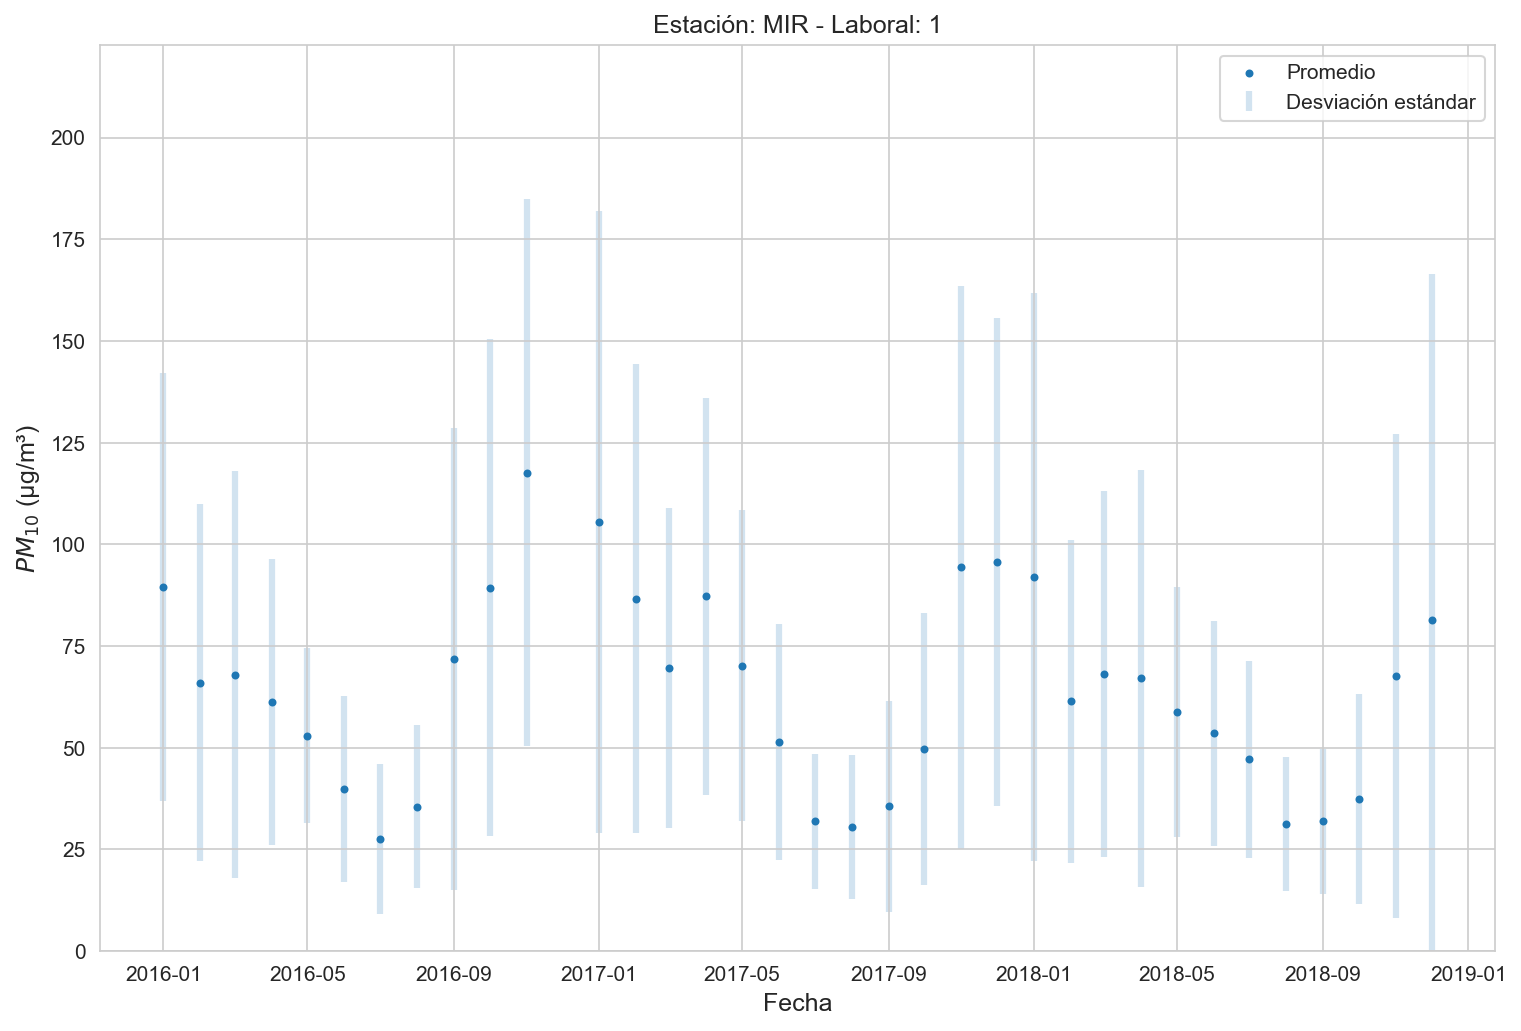 Estación: MIR - Laboral: 1
Promedio
Desviación estándar
200
175
150
125
100
75
50
25
0
PM₁₀ (µg/m³)
2016-01 2016-05 2016-09 2017-01 2017-05 2017-09 2018-01 2018-05 2018-09 2019-01
Fecha